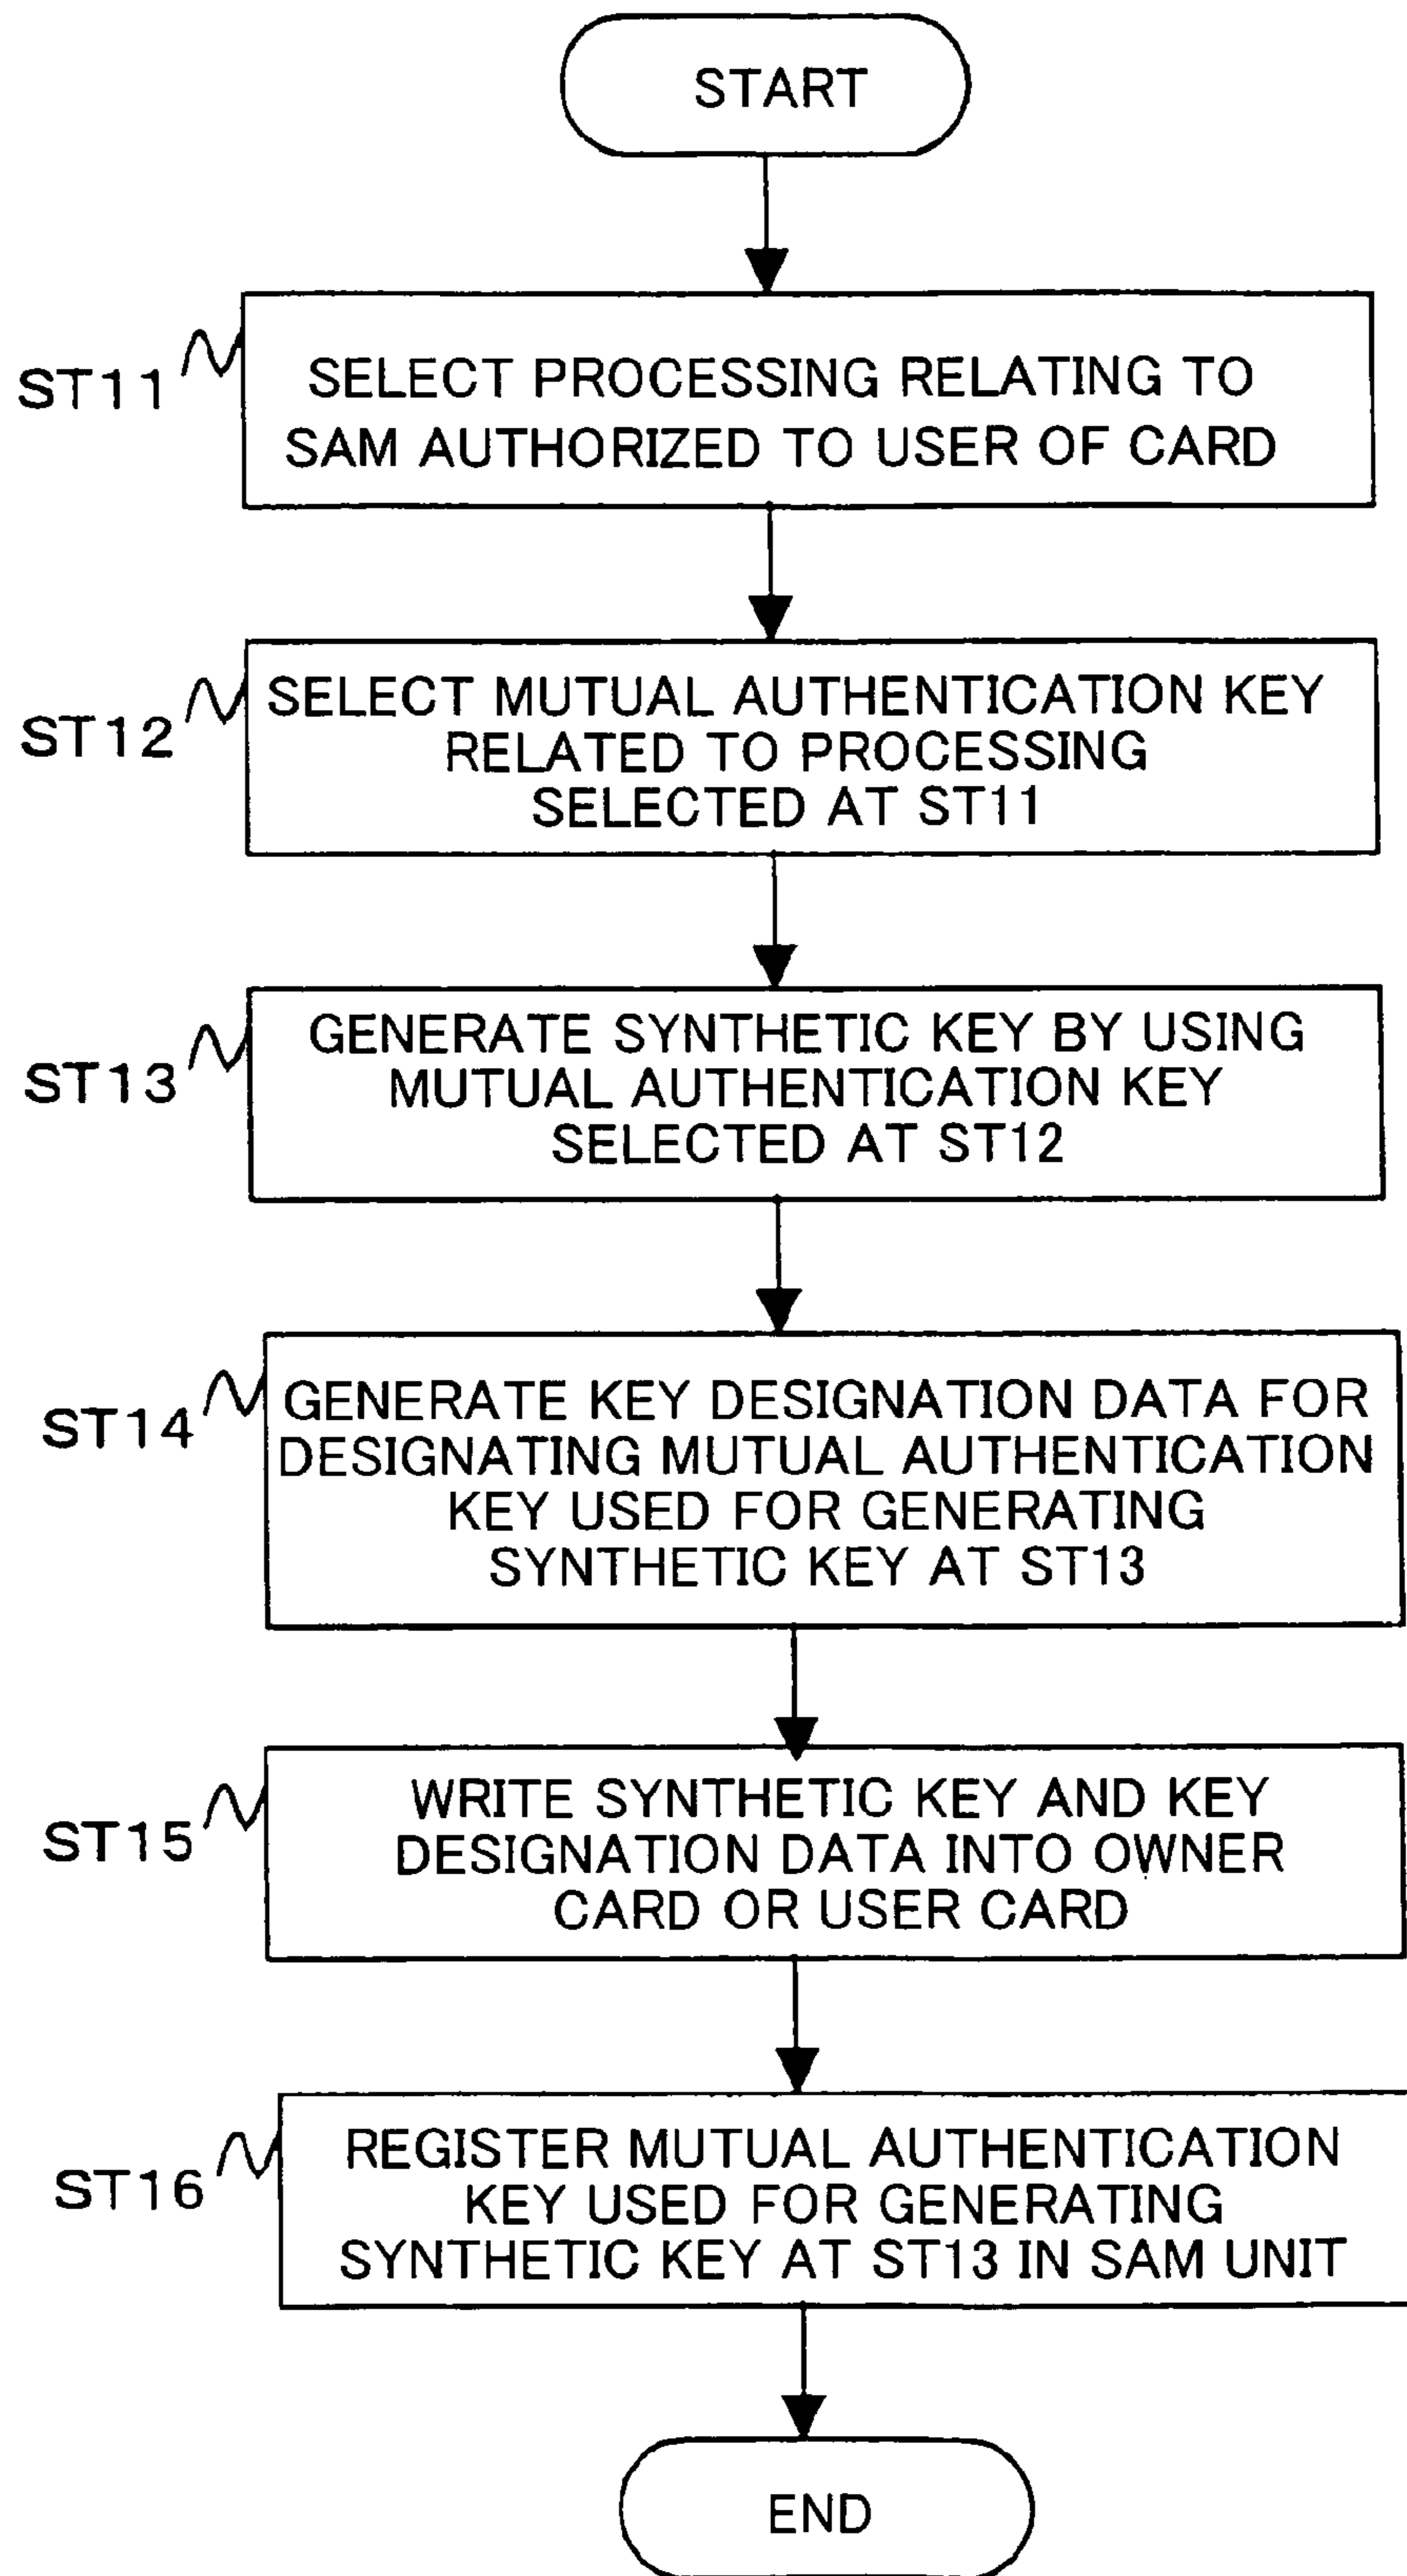 START
ST11
SELECT PROCESSING RELATING TO
SAM AUTHORIZED TO USER OF CARD
ST12
SELECT MUTUAL AUTHENTICATION KEY
RELATED TO PROCESSING
SELECTED AT ST11
ST13
GENERATE SYNTHETIC KEY BY USING
MUTUAL AUTHENTICATION KEY
SELECTED AT ST12
ST14
GENERATE KEY DESIGNATION DATA FOR
DESIGNATING MUTUAL AUTHENTICATION
KEY USED FOR GENERATING
SYNTHETIC KEY AT ST13
ST15
WRITE SYNTHETIC KEY AND KEY
DESIGNATION DATA INTO OWNER
CARD OR USER CARD
ST16
REGISTER MUTUAL AUTHENTICATION
KEY USED FOR GENERATING
SYNTHETIC KEY AT ST13 IN SAM UNIT
END